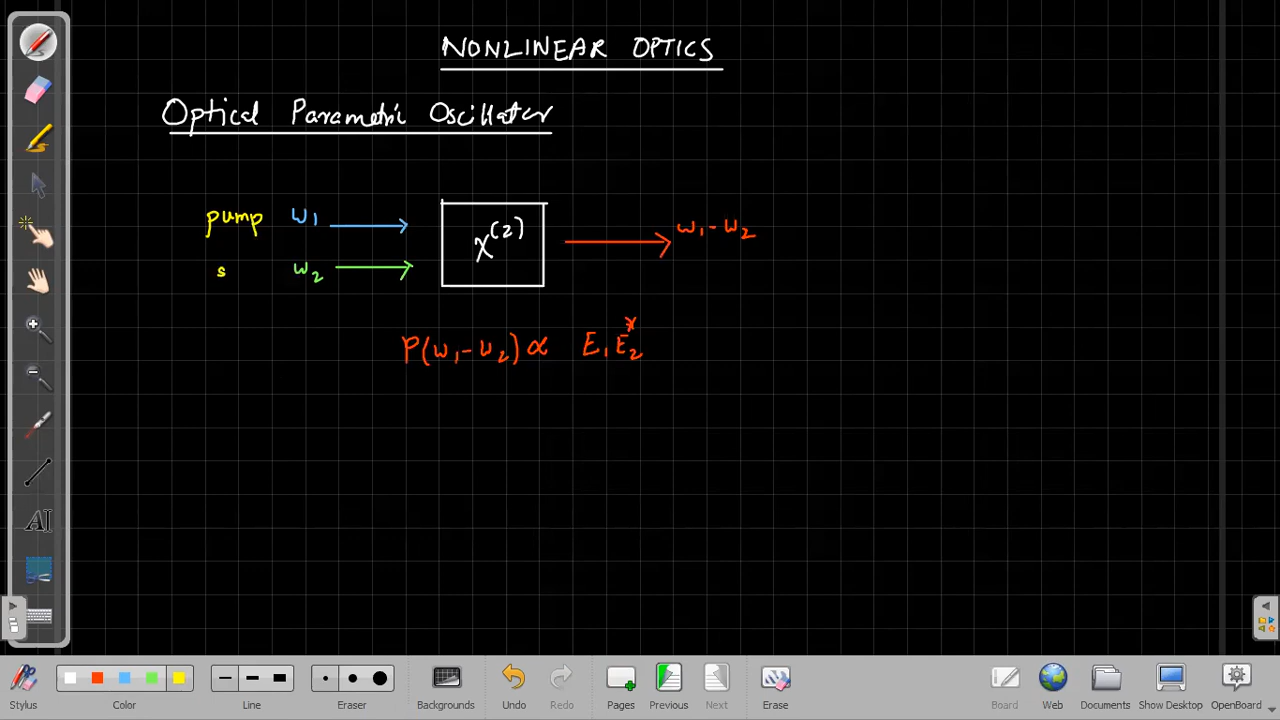 NONLINEAR OPTICS
Optical Parametric Oscillator
pump ω₁
χ⁽²⁾
ω₁ - ω₂
s ω₂
P(ω₁ - ω₂) ∝ E₁E₂*
AI
Stylus
Color
Line
Eraser
Backgrounds
Undo
Redo
Pages
Previous
Next
Erase
Board
Web
Documents
Show Desktop
OpenBoard